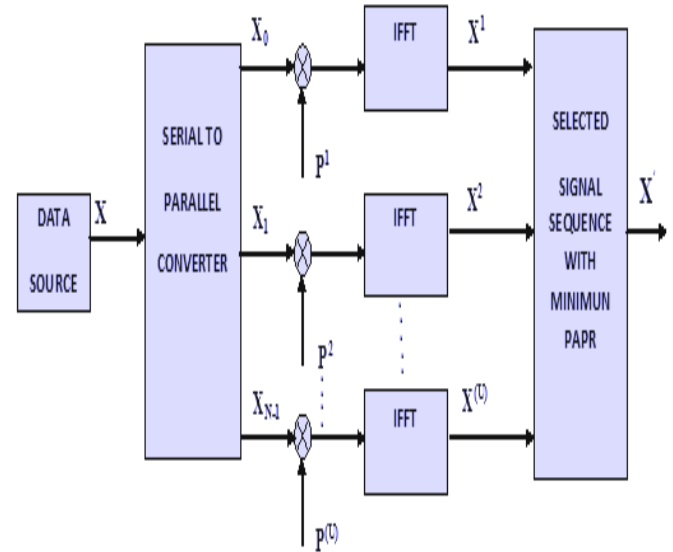 DATA
SOURCE
X
SERIAL TO
PARALLEL
CONVERTER
X₀
P¹
IFFT
X¹
X₁
P²
IFFT
X²
X_N-1
P^(U)
IFFT
X^(U)
SELECTED
SIGNAL
SEQUENCE
WITH
MINIMUN
PAPR
X'